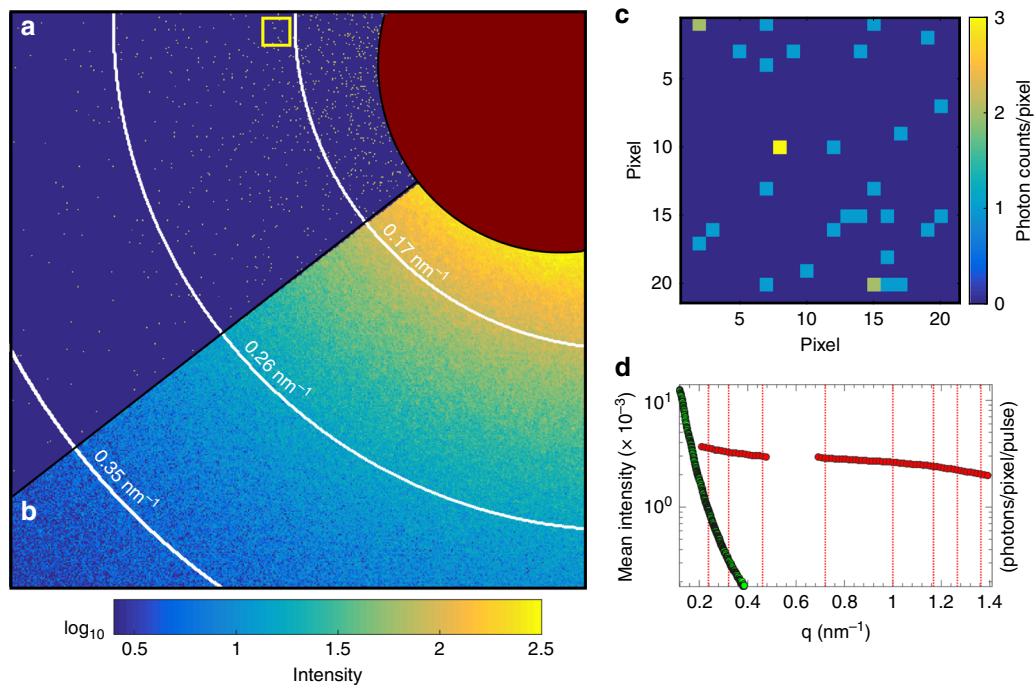 a
0.17 nm⁻¹
0.26 nm⁻¹
0.35 nm⁻¹
b
log₁₀
0.5 1 1.5 2 2.5
Intensity
c
5
10
15
20
Pixel
5 10 15 20
Pixel
3
2
1
0
Photon counts/pixel
d
10¹
10⁰
Mean intensity (× 10⁻³)
(photons/pixel/pulse)
0.2 0.4 0.6 0.8 1 1.2 1.4
q (nm⁻¹)